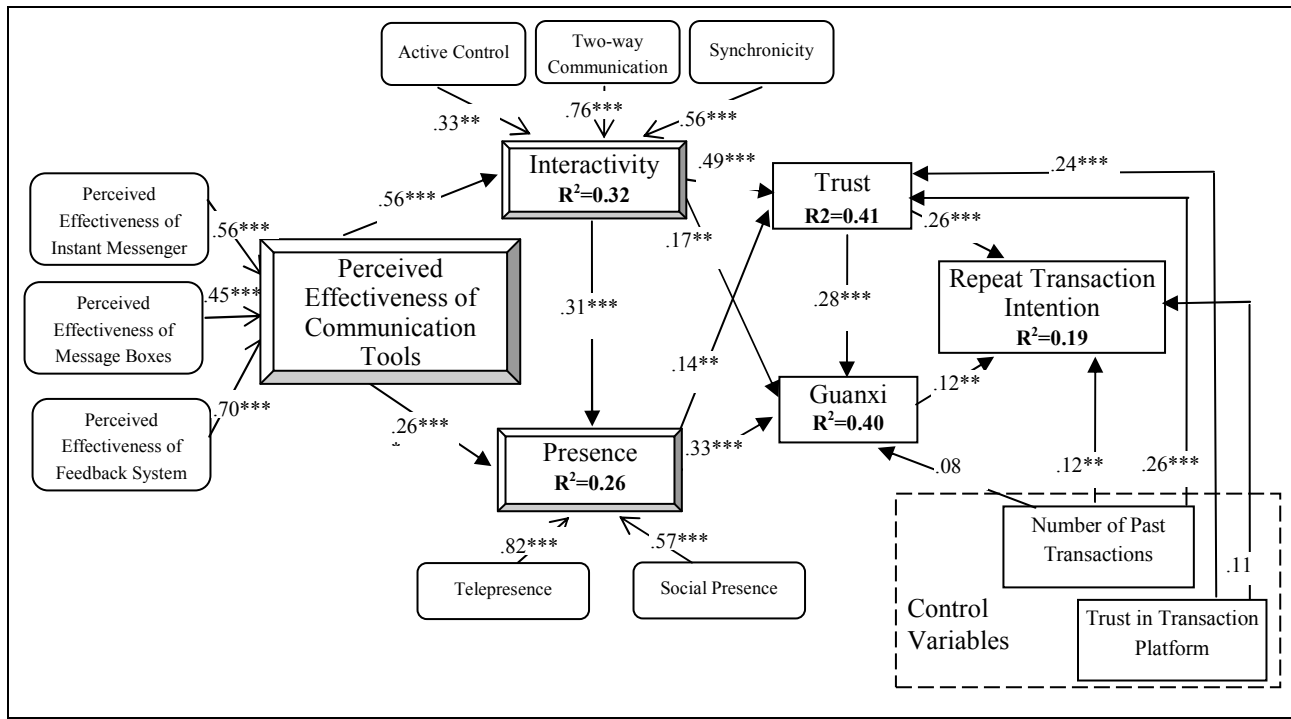 Active Control
Two-way
Communication
Synchronicity
.33**
.76***
.56***
Interactivity
R²=0.32
.49***
Trust
R2=0.41
.24***
Perceived
Effectiveness of
Instant Messenger
.56***
.56***
.17**
.26***
Perceived
Effectiveness of
Communication
Tools
Repeat Transaction
Intention
R²=0.19
Perceived
Effectiveness of
Message Boxes
.45***
.31***
.28***
.14**
Guanxi
R²=0.40
.12**
Perceived
Effectiveness of
Feedback System
.70***
.26***
*
Presence
R²=0.26
.33***
.08
.12**
.26***
.82***
.57***
Telepresence
Social Presence
Number of Past
Transactions
.11
Control
Variables
Trust in Transaction
Platform